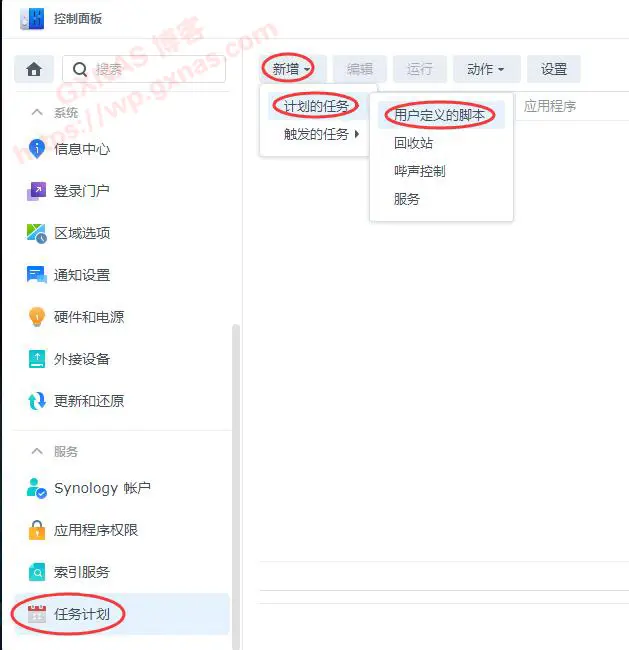 控制面板
GXNAS 博客
https://wp.gxnas.com
搜索
新增
编辑
运行
动作
设置
计划的任务
触发的任务
用户定义的脚本
回收站
哔声控制
服务
应用程序
系统
信息中心
登录门户
区域选项
通知设置
硬件和电源
外接设备
更新和还原
服务
Synology 帐户
应用程序权限
索引服务
任务计划